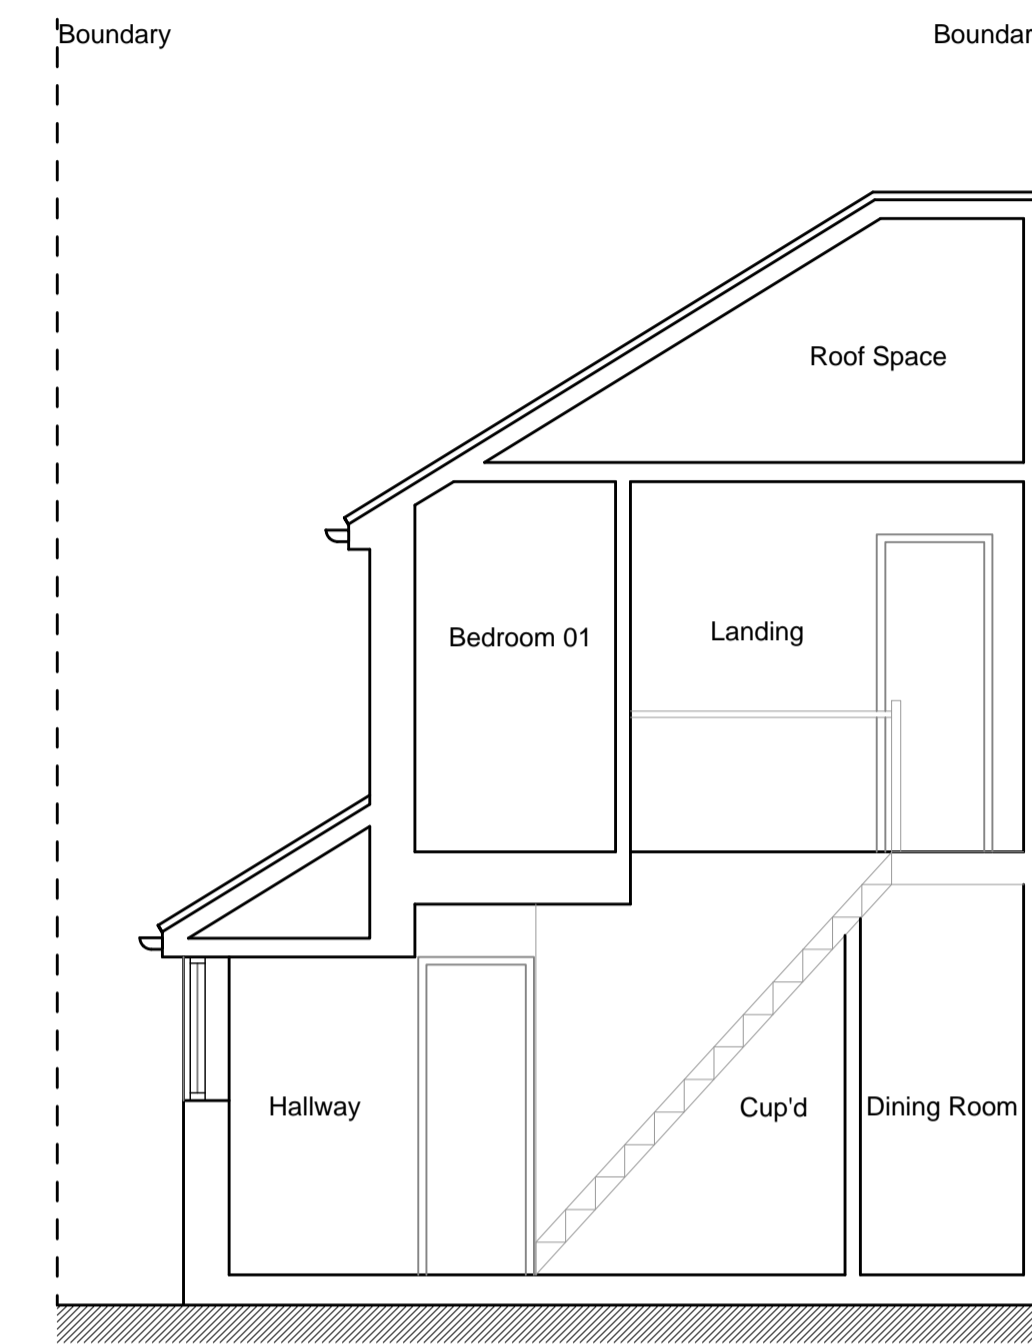 Boundary
Boundar
Roof Space
Bedroom 01
Landing
Hallway
Cup'd
Dining Room